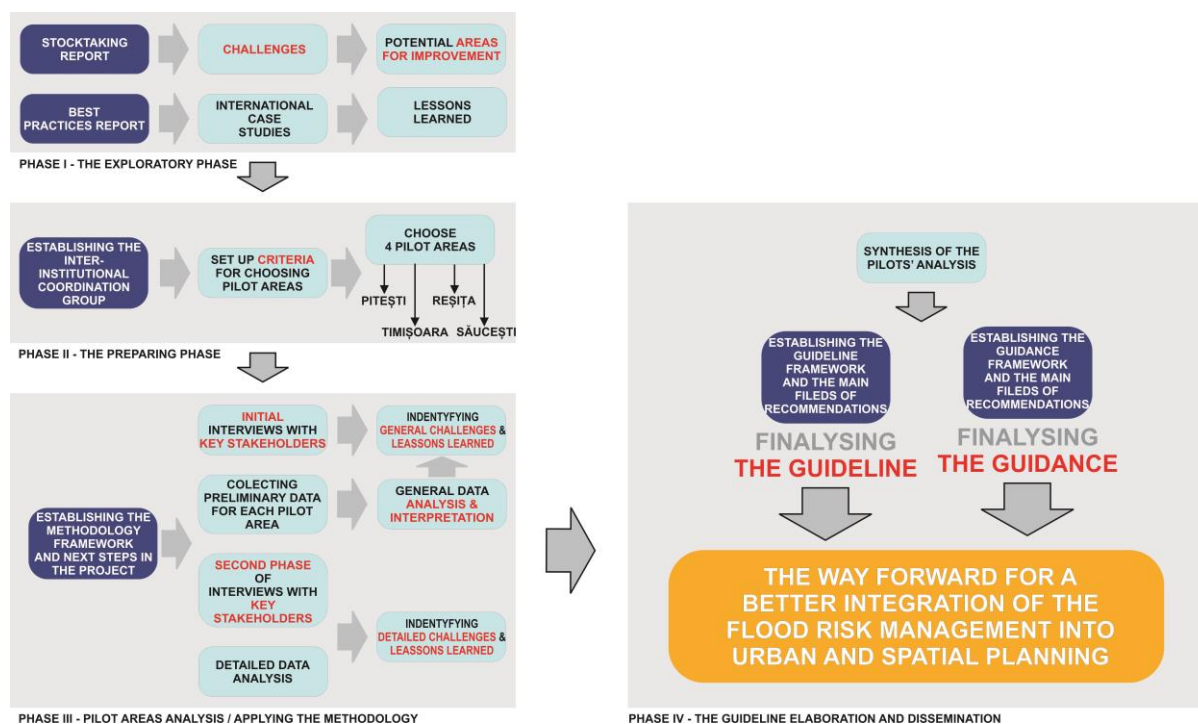 STOCKTAKING
REPORT
CHALLENGES
POTENTIAL AREAS
FOR IMPROVEMENT
BEST
PRACTICES REPORT
INTERNATIONAL
CASE
STUDIES
LESSONS
LEARNED
PHASE I - THE EXPLORATORY PHASE
ESTABLISHING THE
INTER-
INSTITUTIONAL
COORDINATION
GROUP
SET UP CRITERIA
FOR CHOOSING
PILOT AREAS
CHOOSE
4 PILOT AREAS
PITEȘTI
REȘIȚA
TIMIȘOARA
SĂUCEȘTI
PHASE II - THE PREPARING PHASE
ESTABLISHING THE
METHODOLOGY
FRAMEWORK
AND NEXT STEPS IN
THE PROJECT
INITIAL
INTERVIEWS WITH
KEY STAKEHOLDERS
INDENTYFYING
GENERAL CHALLENGES &
LEASSONS LEARNED
COLECTING
PRELIMINARY DATA
FOR EACH PILOT
AREA
GENERAL DATA
ANALYSIS &
INTERPRETATION
SECOND PHASE
OF
INTERVIEWS WITH
KEY
STAKEHOLDERS
INDENTYFYING
DETAILED CHALLENGES &
LEASSONS LEARNED
DETAILED DATA
ANALYSIS
PHASE III - PILOT AREAS ANALYSIS / APPLYING THE METHODOLOGY
SYNTHESIS OF THE
PILOTS' ANALYSIS
ESTABLISHING THE
GUIDELINE
FRAMEWORK
AND THE MAIN
FILEDS OF
RECOMMENDATIONS
ESTABLISHING THE
GUIDANCE
FRAMEWORK
AND THE MAIN
FILEDS OF
RECOMMENDATIONS
FINALYSING
THE GUIDELINE
FINALYSING
THE GUIDANCE
THE WAY FORWARD FOR A
BETTER INTEGRATION OF THE
FLOOD RISK MANAGEMENT INTO
URBAN AND SPATIAL PLANNING
PHASE IV - THE GUIDELINE ELABORATION AND DISSEMINATION